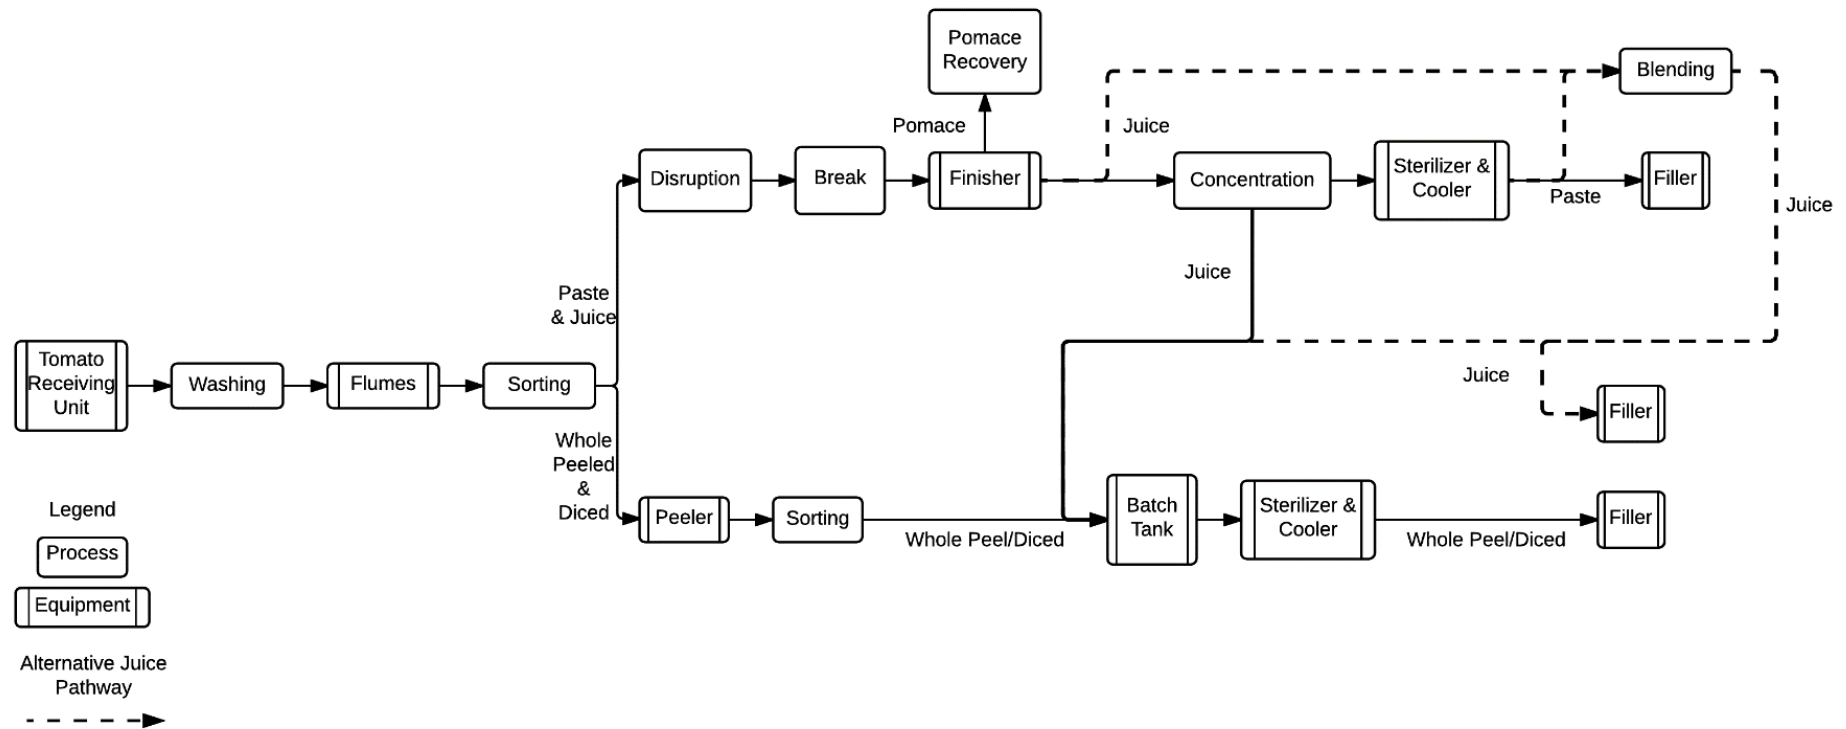 Pomace
Recovery
Blending
Pomace
Juice
Disruption
Break
Finisher
Concentration
Sterilizer &
Cooler
Filler
Paste
Juice
Juice
Paste
& Juice
Tomato
Receiving
Unit
Washing
Flumes
Sorting
Juice
Filler
Whole
Peeled
&
Diced
Peeler
Sorting
Whole Peel/Diced
Batch
Tank
Sterilizer &
Cooler
Whole Peel/Diced
Filler
Legend
Process
Equipment
Alternative Juice
Pathway